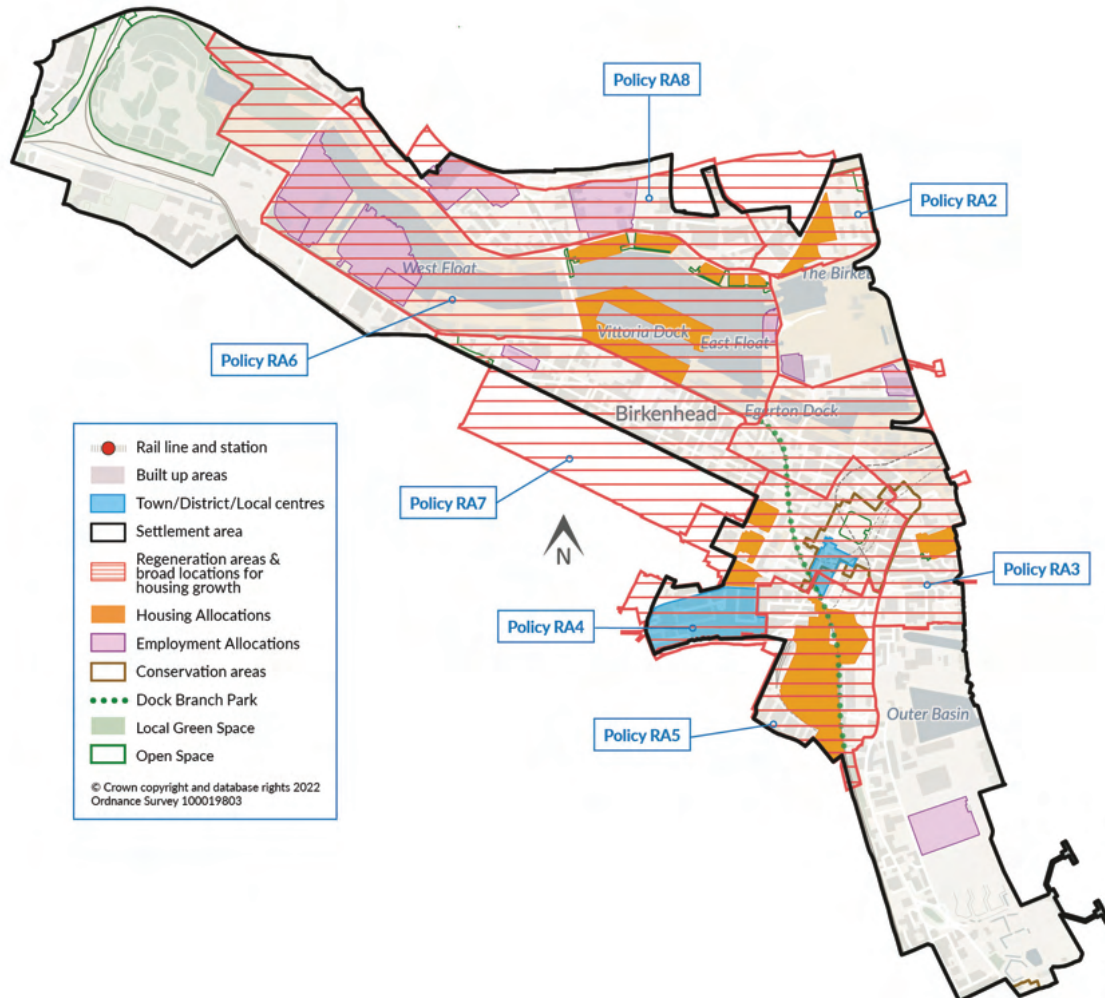 Policy RA8
Policy RA2
West Float
The Birket
Vittoria Dock
East Float
Policy RA6
Birkenhead
Egerton Dock
Policy RA7
N
Policy RA3
Policy RA4
Outer Basin
Policy RA5
Rail line and station
Built up areas
Town/District/Local centres
Settlement area
Regeneration areas &
broad locations for
housing growth
Housing Allocations
Employment Allocations
Conservation areas
Dock Branch Park
Local Green Space
Open Space
© Crown copyright and database rights 2022
Ordnance Survey 100019803